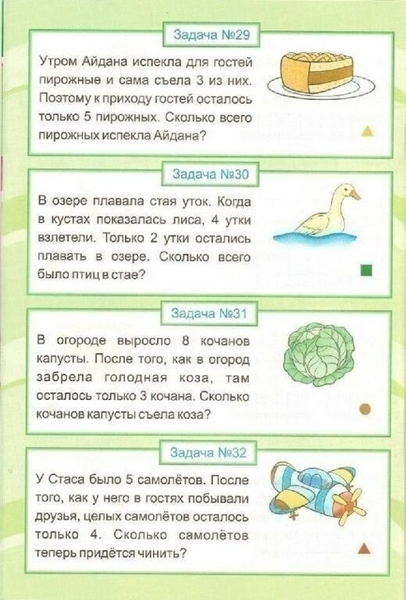 Задача №29
Утром Айдана испекла для гостей
пирожные и сама съела 3 из них.
Поэтому к приходу гостей осталось
только 5 пирожных. Сколько всего
пирожных испекла Айдана?
Задача №30
В озере плавала стая уток. Когда
в кустах показалась лиса, 4 утки
взлетели. Только 2 утки остались
плавать в озере. Сколько всего
было птиц в стае?
Задача №31
В огороде выросло 8 кочанов
капусты. После того, как в огород
забрела голодная коза, там
осталось только 3 кочана. Сколько
кочанов капусты съела коза?
Задача №32
У Стаса было 5 самолётов. После
того, как у него в гостях побывали
друзья, целых самолётов осталось
только 4. Сколько самолётов
теперь придётся чинить?